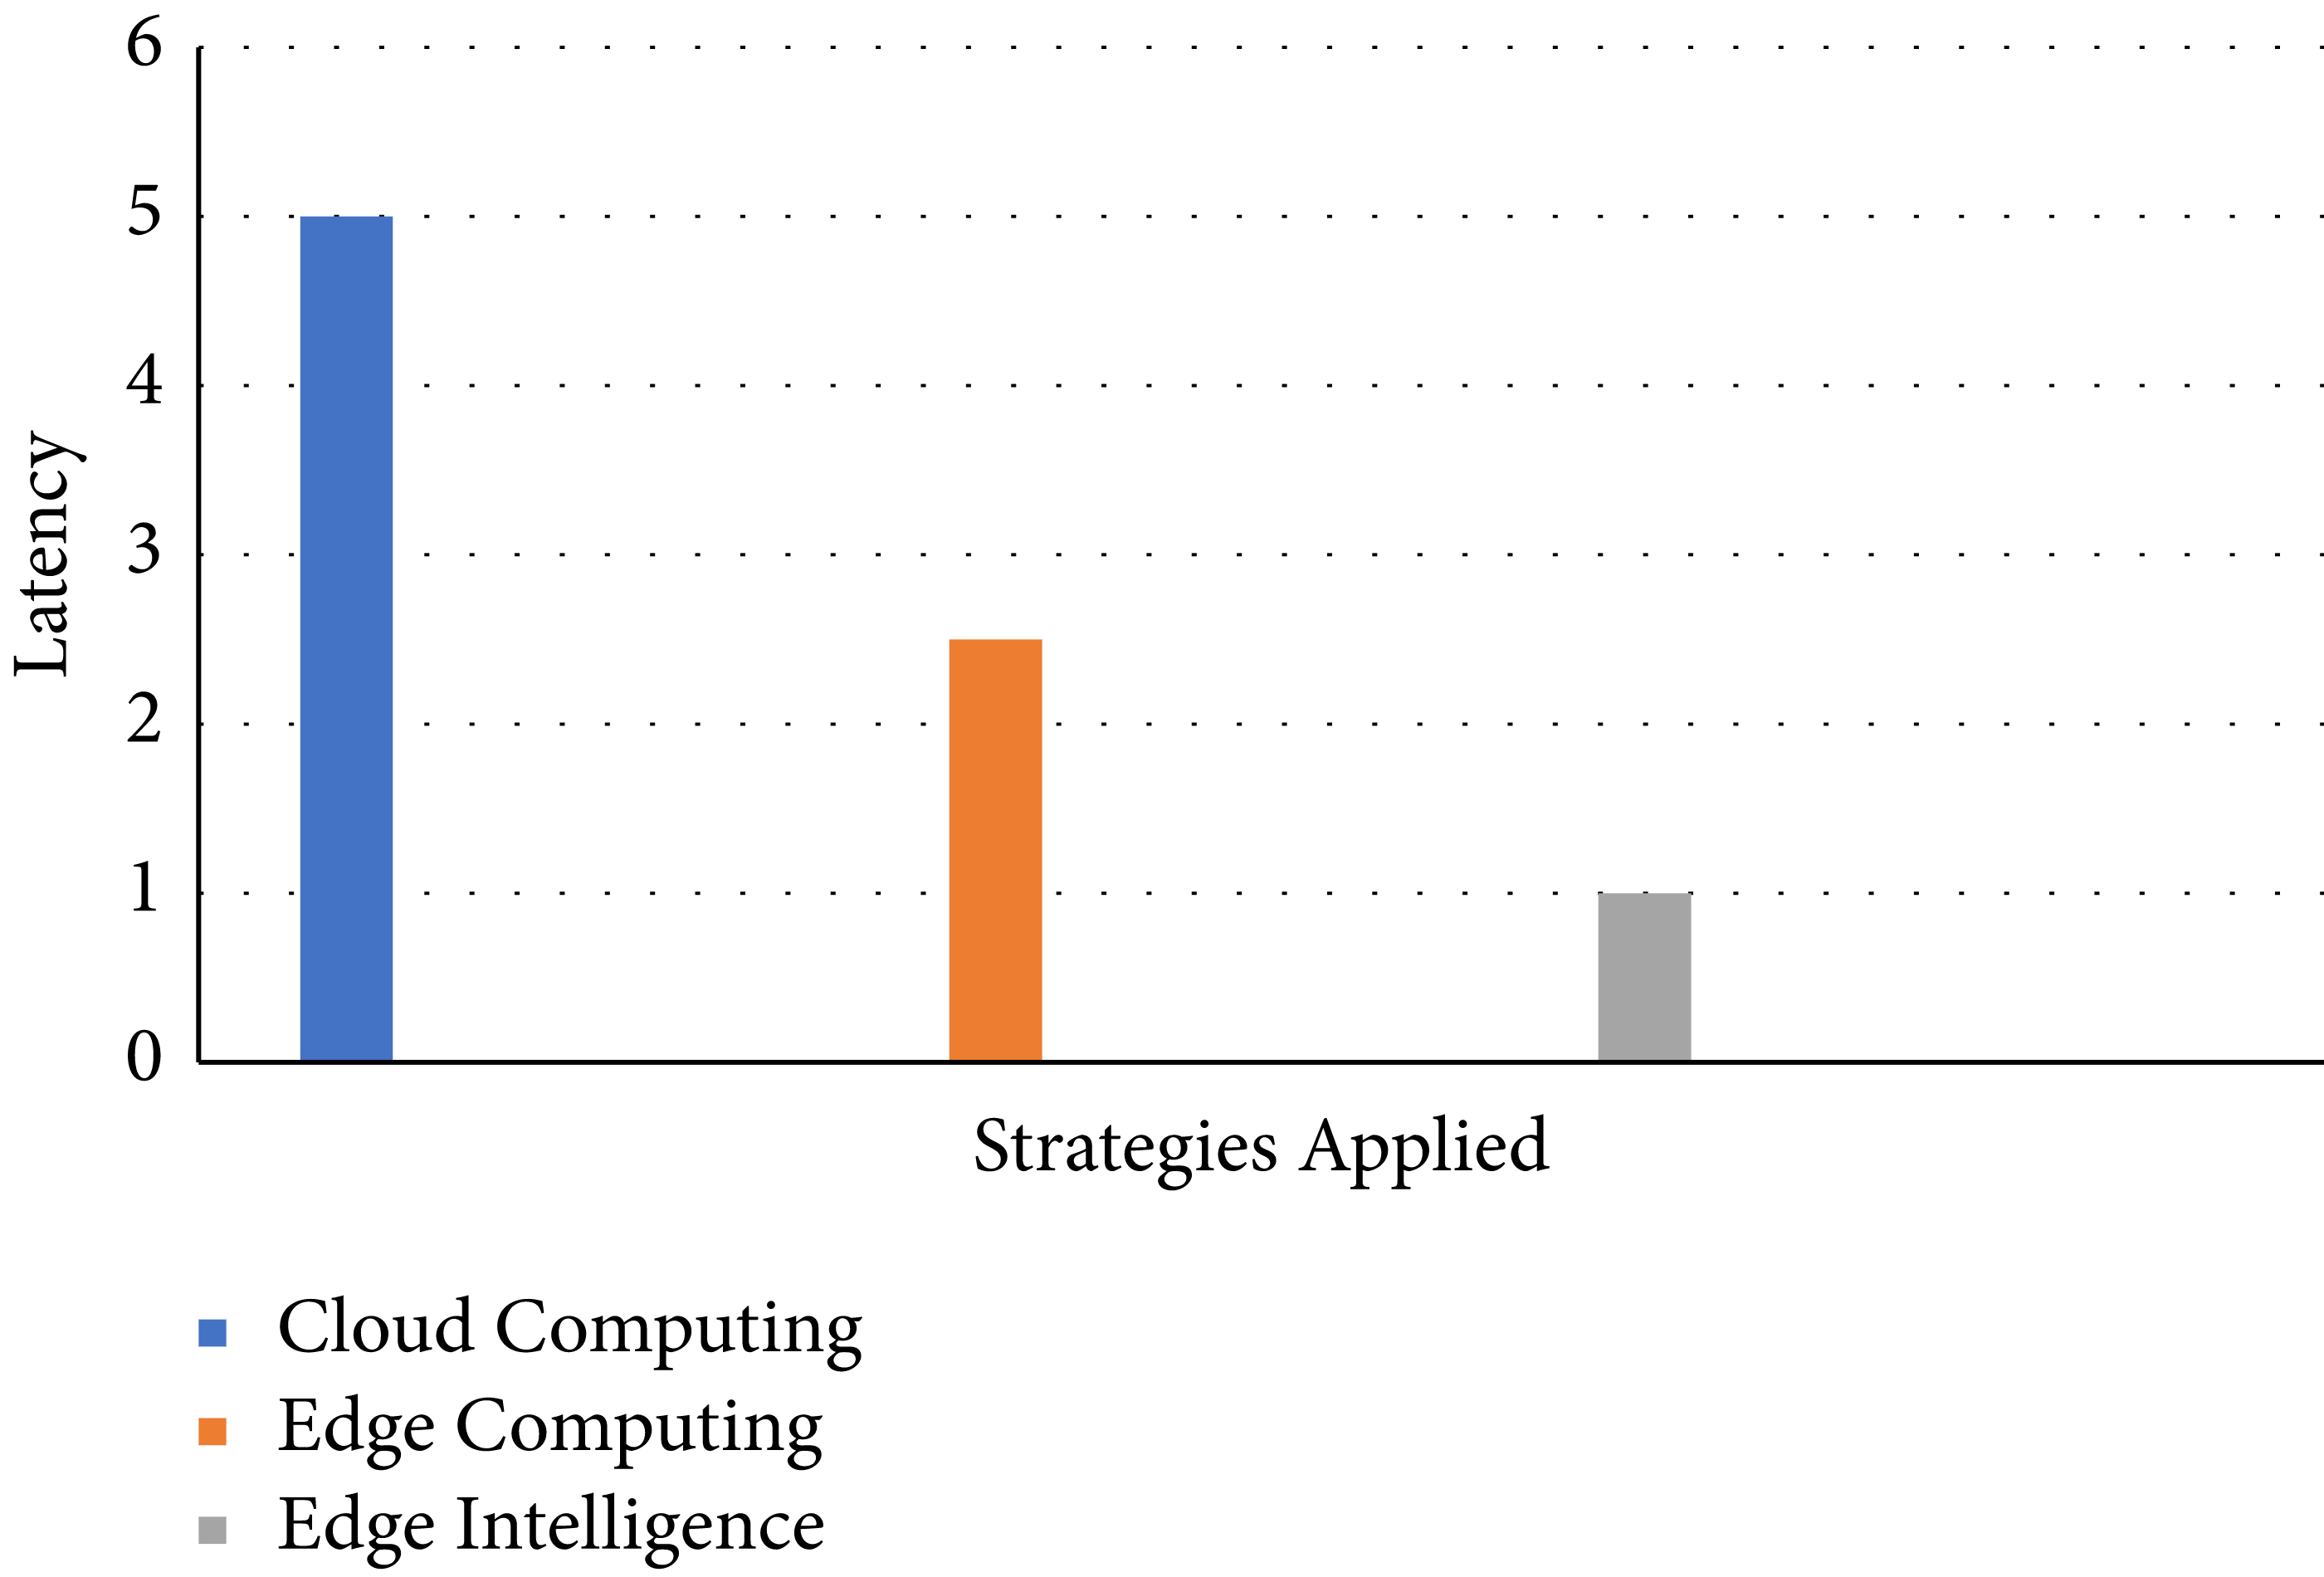 6
5
4
3
2
1
0
Latency
Strategies Applied
Cloud Computing
Edge Computing
Edge Intelligence